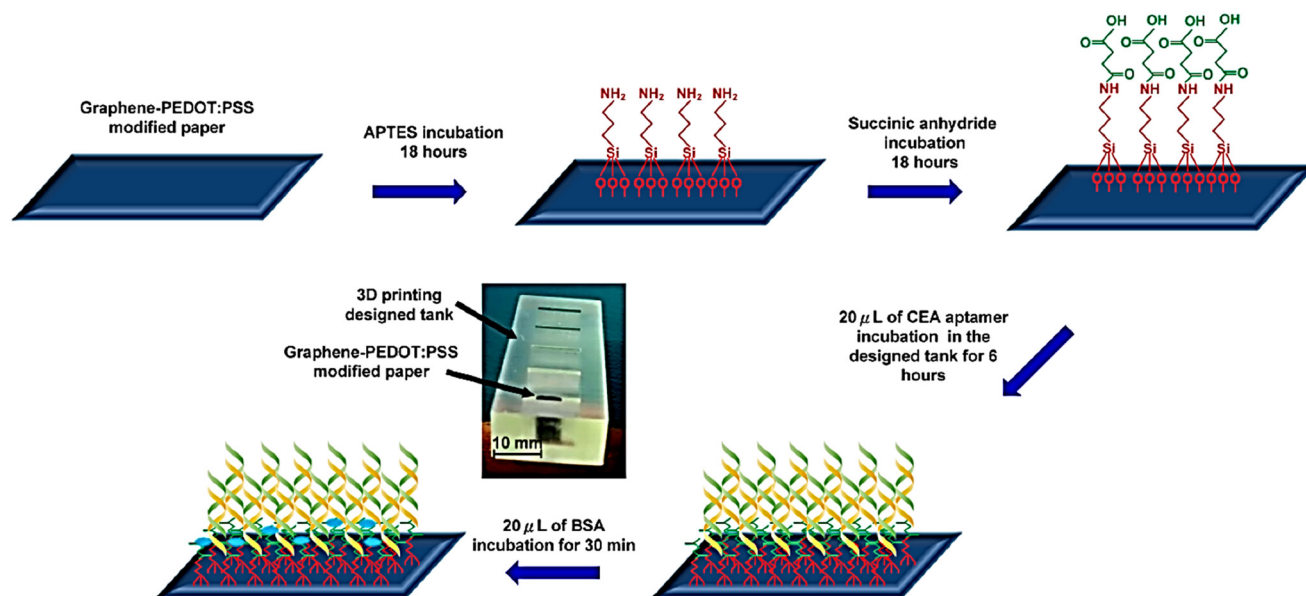 Graphene-PEDOT:PSS
modified paper
APTES incubation
18 hours
NH₂ NH₂ NH₂ NH₂
Si Si Si Si
O O O O O O O O O O O O
Succinic anhydride
incubation
18 hours
OH OH OH OH
O O O O
O O O O
NH NH NH NH
Si Si Si Si
O O O O O O O O O O O O
20 μL of CEA aptamer
incubation in the
designed tank for 6
hours
3D printing
designed tank
Graphene-PEDOT:PSS
modified paper
10 mm
20 μL of BSA
incubation for 30 min